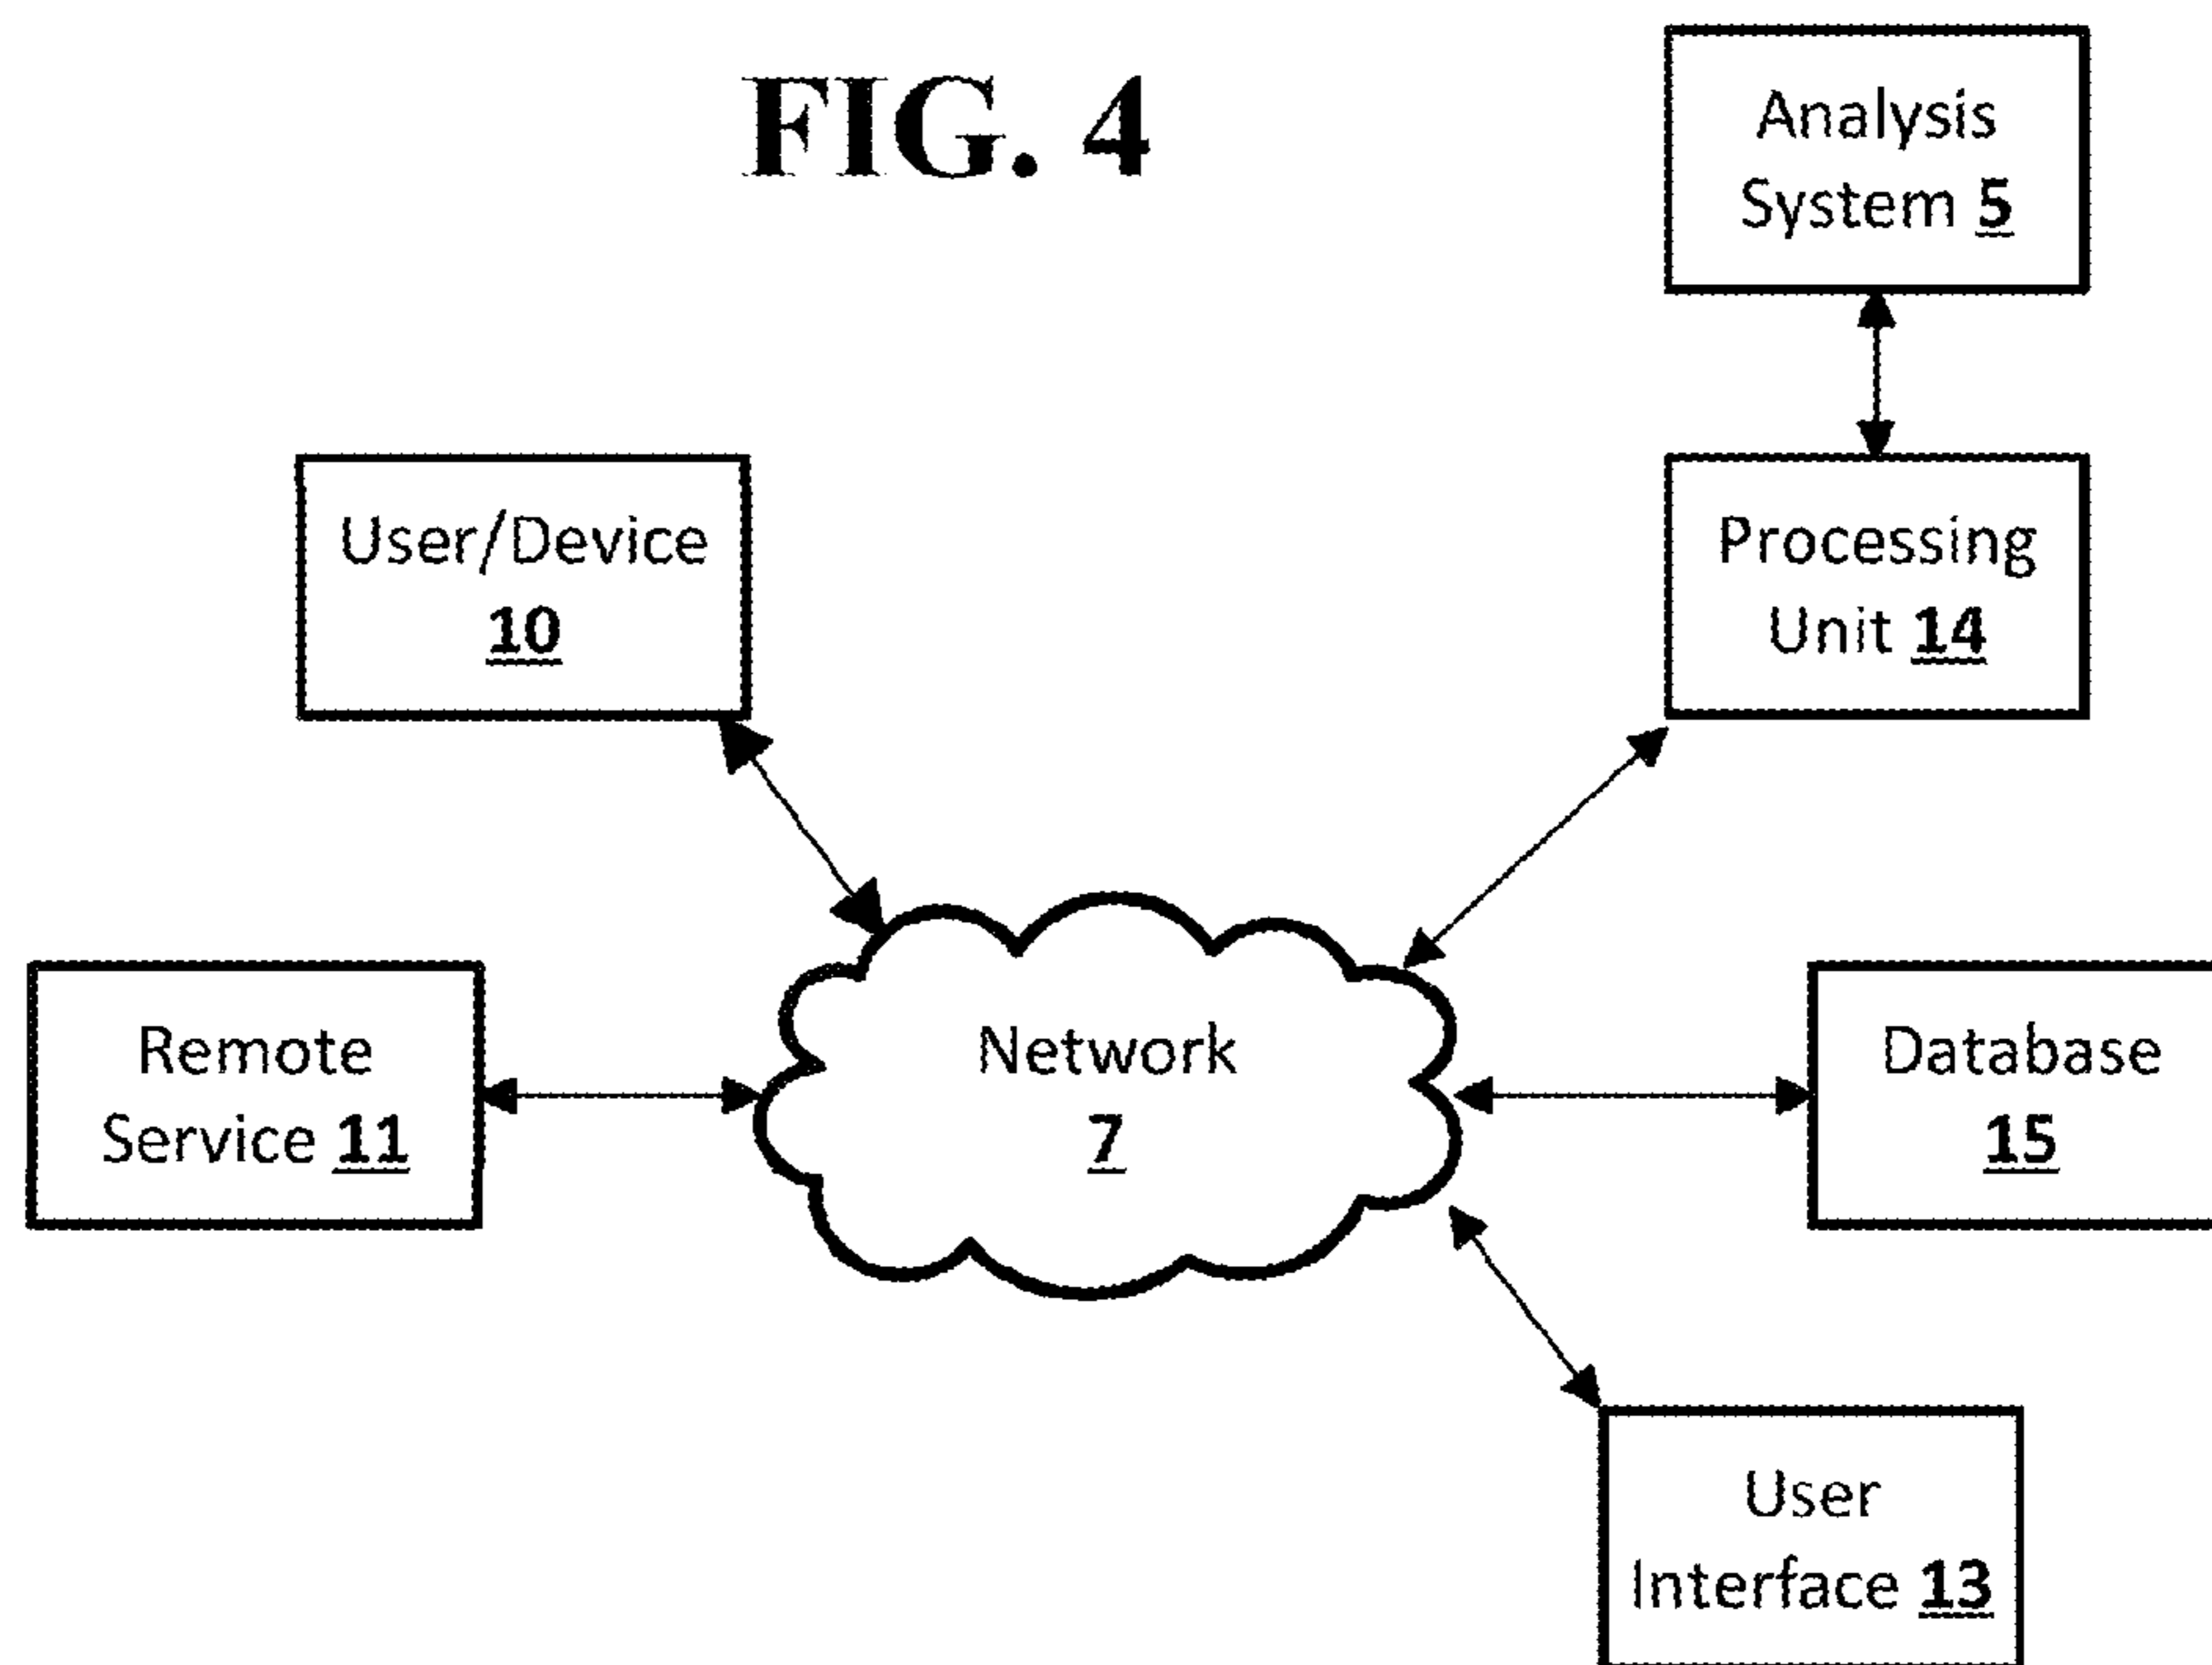 FIG. 4
Analysis
System 5
User/Device
10
Processing
Unit 14
Remote
Service 11
Network
7
Database
15
User
Interface 13